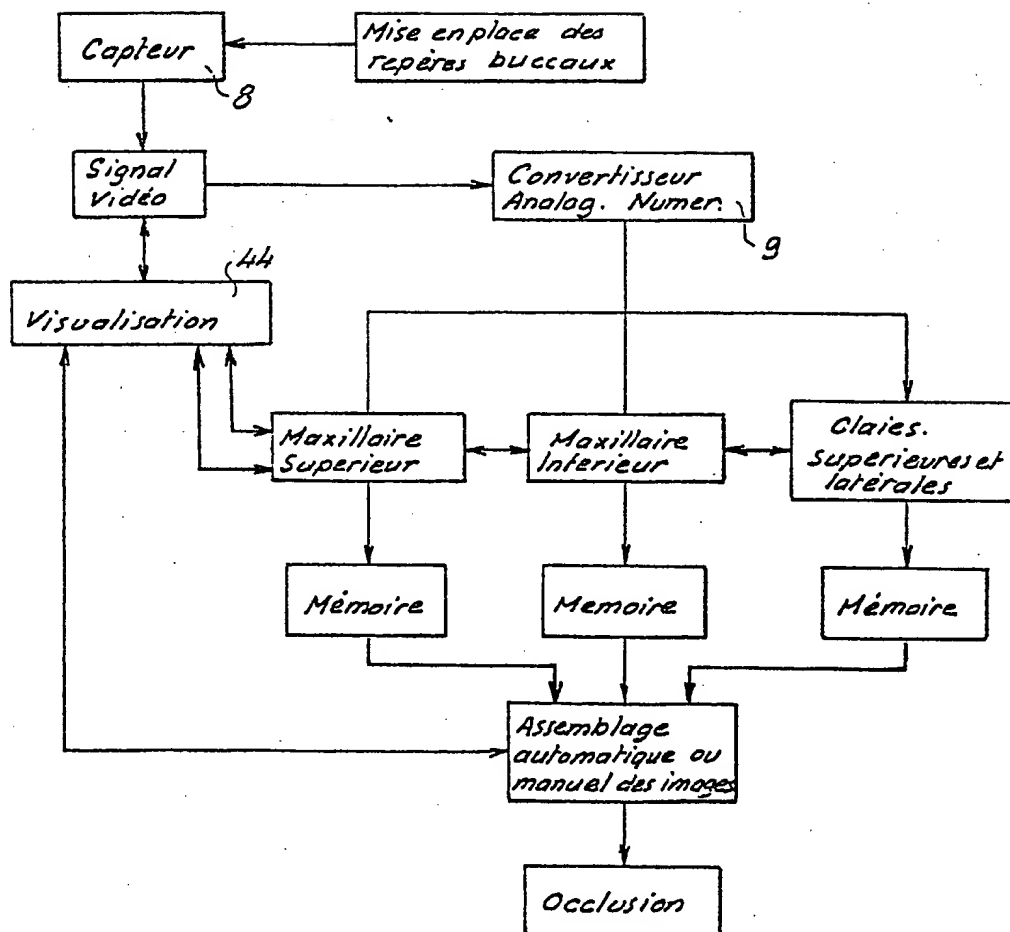 Capteur
8
Mise en place des
repères buccaux
Signal
vidéo
Convertisseur
Analog. Numer.
9
44
Visualisation
Maxillaire
Superieur
Maxillaire
Interieur
Claies.
superieures et
latérales
Mémoire
Memoire
Mémoire
Assemblage
automatique ou
manuel des images
Occlusion